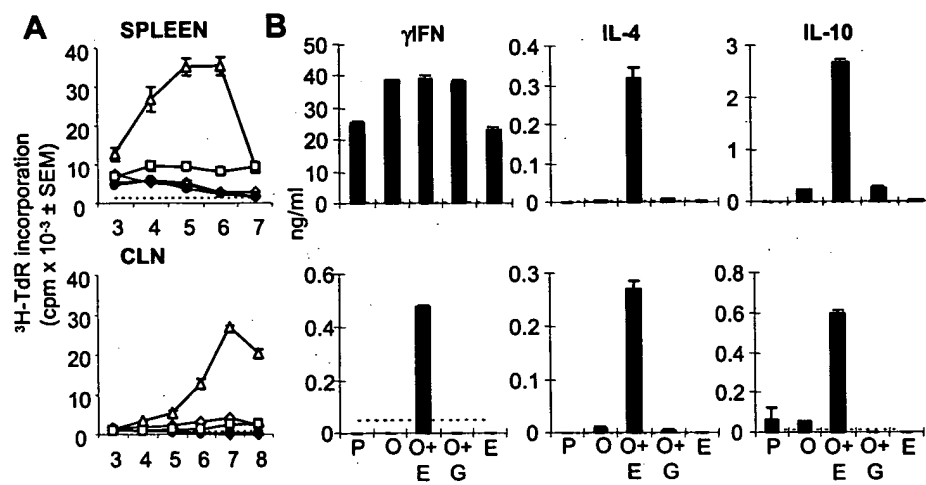 A
SPLEEN
B
γIFN
IL-4
IL-10
³H-TdR incorporation
(cpm x 10⁻³ ± SEM)
40
30
20
10
0
3 4 5 6 7
ng/ml
50
40
30
20
10
0
0.4
0.3
0.2
0.1
0
3
2
1
0
P O O+ O+ E
CLN
40
30
20
10
0
3 4 5 6 7 8
0.6
0.4
0.2
0
P O O+ O+ E
E G
0.3
0.2
0.1
0
P O O+ O+ E
E G
0.8
0.6
0.4
0.2
0
P O O+ O+ E
E G